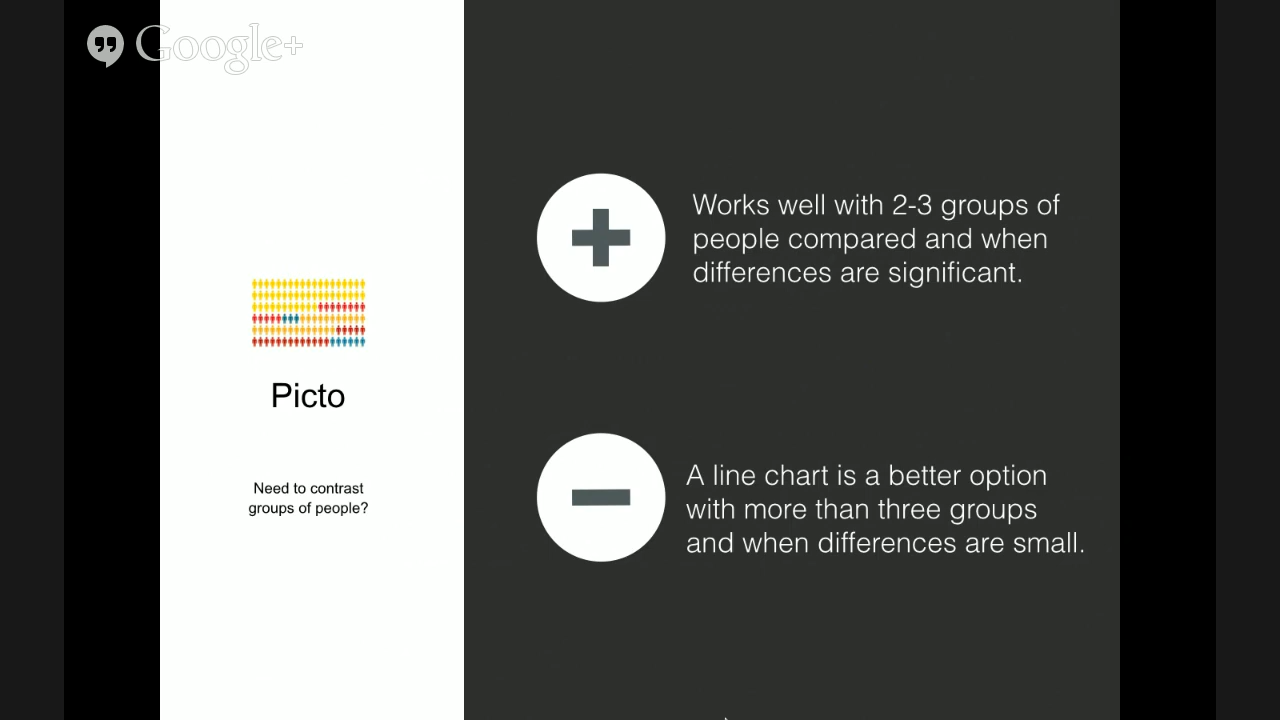 Google+
Picto
Need to contrast
groups of people?
Works well with 2-3 groups of
people compared and when
differences are significant.
A line chart is a better option
with more than three groups
and when differences are small.